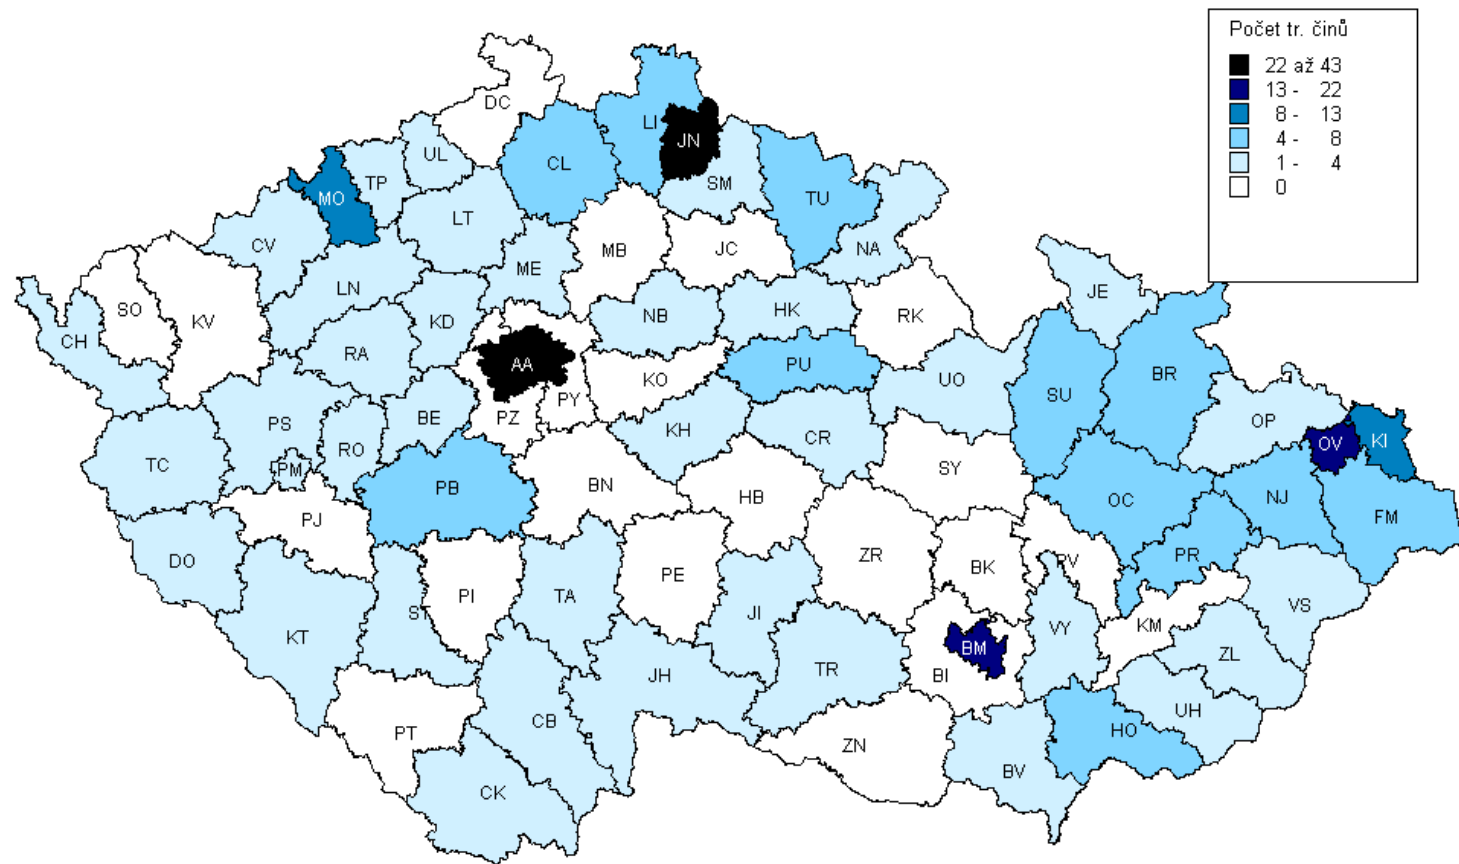 Počet tr. činů
22 až 43
13 - 22
8 - 13
4 - 8
1 - 4
0
DC
LI
JN
UL
CL
TP
SM
MO
TU
LT
CV
MB
JC
NA
ME
LN
JE
SO
KV
KD
NB
HK
RK
CH
RA
AA
PU
KO
BR
UO
SU
PY
PZ
BE
PS
OP
KH
CR
RO
OV
KI
TC
PM
SY
PB
BN
HB
OC
NJ
FM
PJ
DO
PR
ZR
BK
PV
PE
PI
TA
VS
JI
S
KT
KM
VY
BM
ZL
BI
JH
TR
UH
CB
PT
HO
ZN
BV
CK